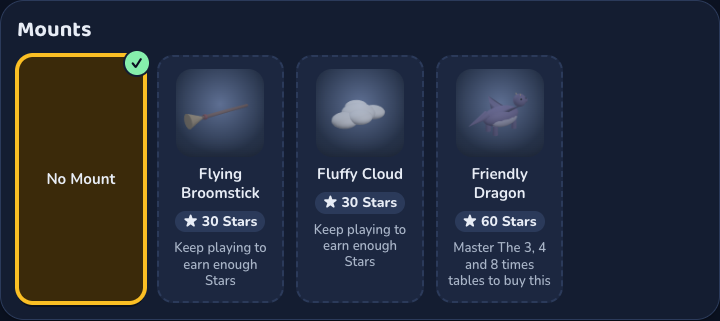 Mounts
No Mount
Flying
Broomstick
30 Stars
Keep playing to
earn enough
Stars
Fluffy Cloud
30 Stars
Keep playing to
earn enough
Stars
Friendly
Dragon
60 Stars
Master The 3, 4
and 8 times
tables to buy this